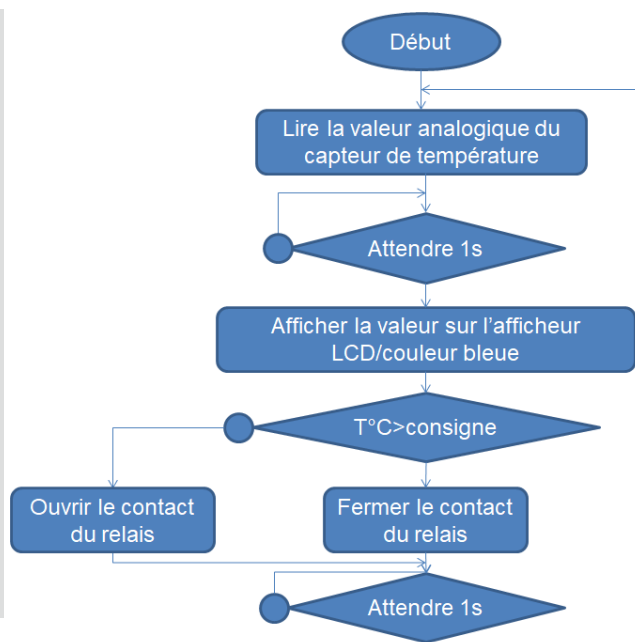 Début
Lire la valeur analogique du
capteur de température
Attendre 1s
Afficher la valeur sur l’afficheur
LCD/couleur bleue
T°C>consigne
Ouvrir le contact
du relais
Fermer le contact
du relais
Attendre 1s